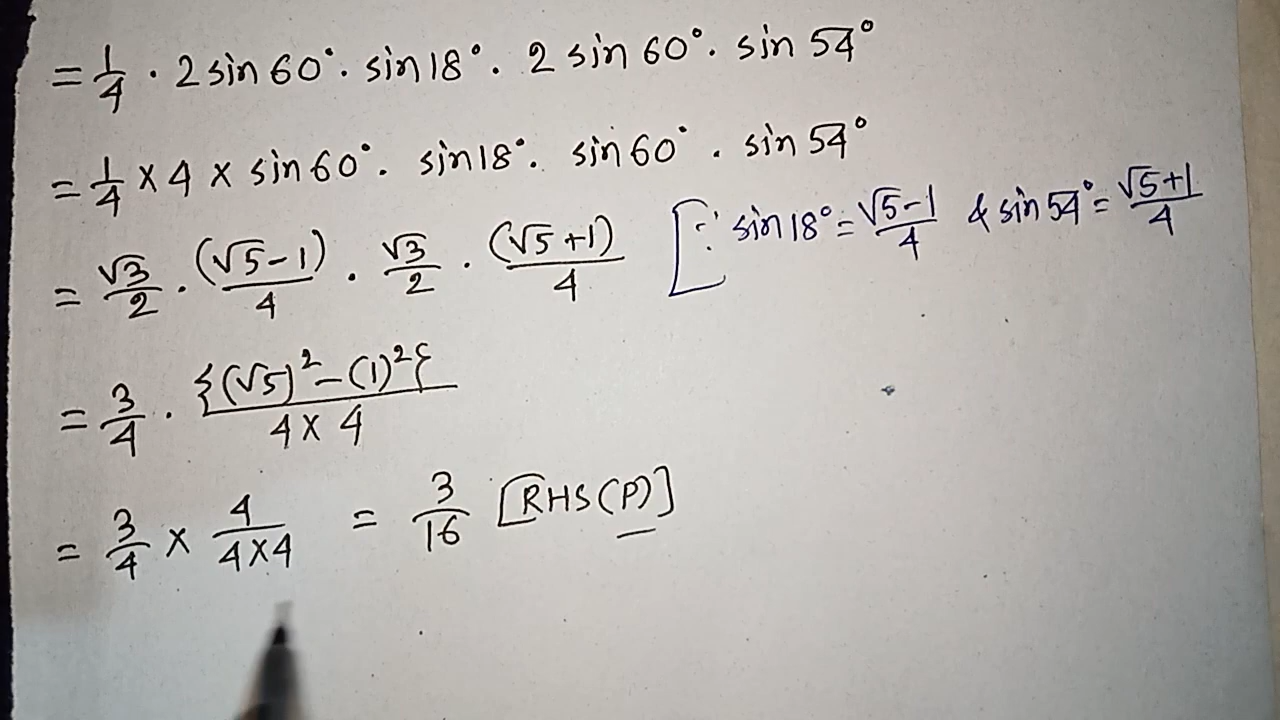 = 1/4 · 2 sin 60°. sin 18°. 2 sin 60°. sin 54°
= 1/4 × 4 × sin 60°. sin 18°. sin 60°. sin 54°
= √3/2 . (√5-1)/4 . √3/2 . (√5+1)/4 [∵ sin 18° = √5-1/4 & sin 54° = √5+1/4
= 3/4 . {(√5)² - (1)²}/4×4
= 3/4 × 4/4×4 = 3/16 [RHS (P)]